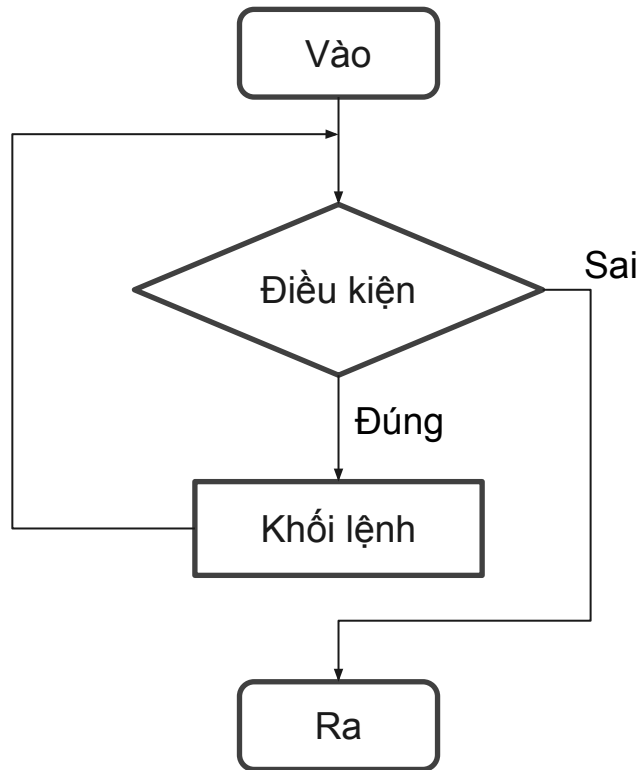 Vào
Điều kiện
Sai
Đúng
Khối lệnh
Ra